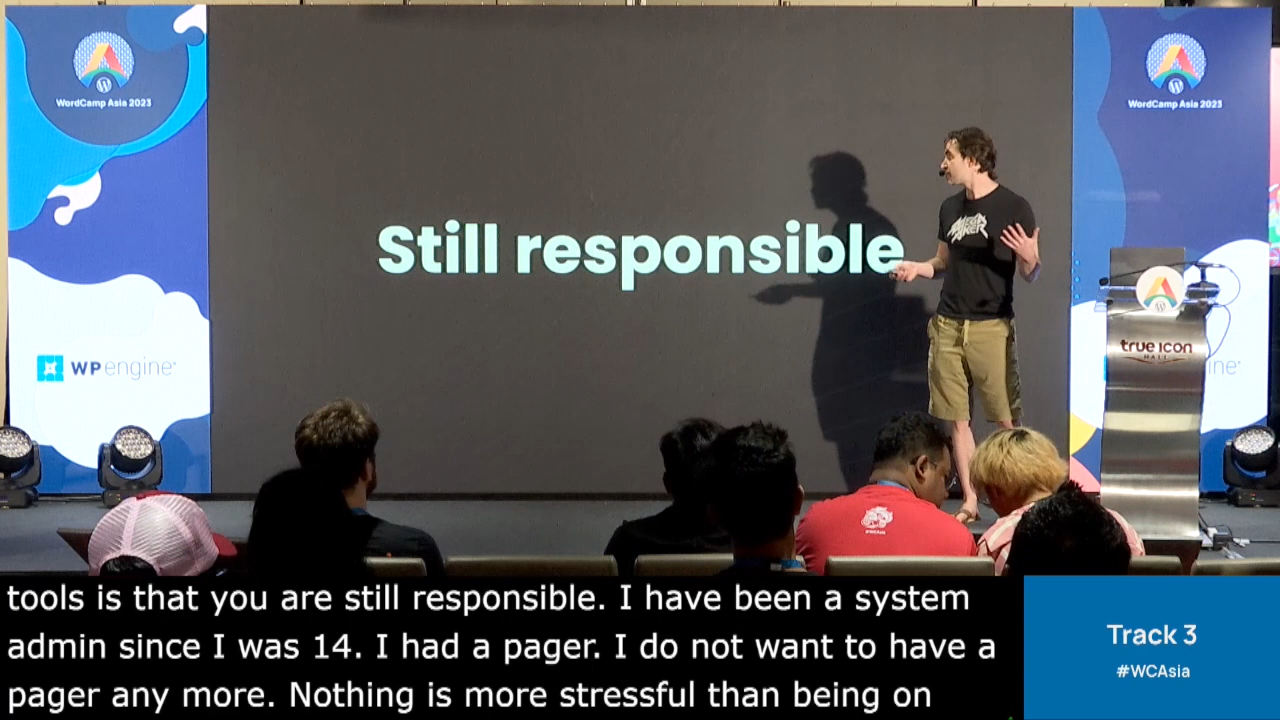 WordCamp Asia 2023
WordCamp Asia 2023
Still responsible
WP engine
true icon
HALL
ine
tools is that you are still responsible. I have been a system
admin since I was 14. I had a pager. I do not want to have a
pager any more. Nothing is more stressful than being on
Track 3
#WCAsia